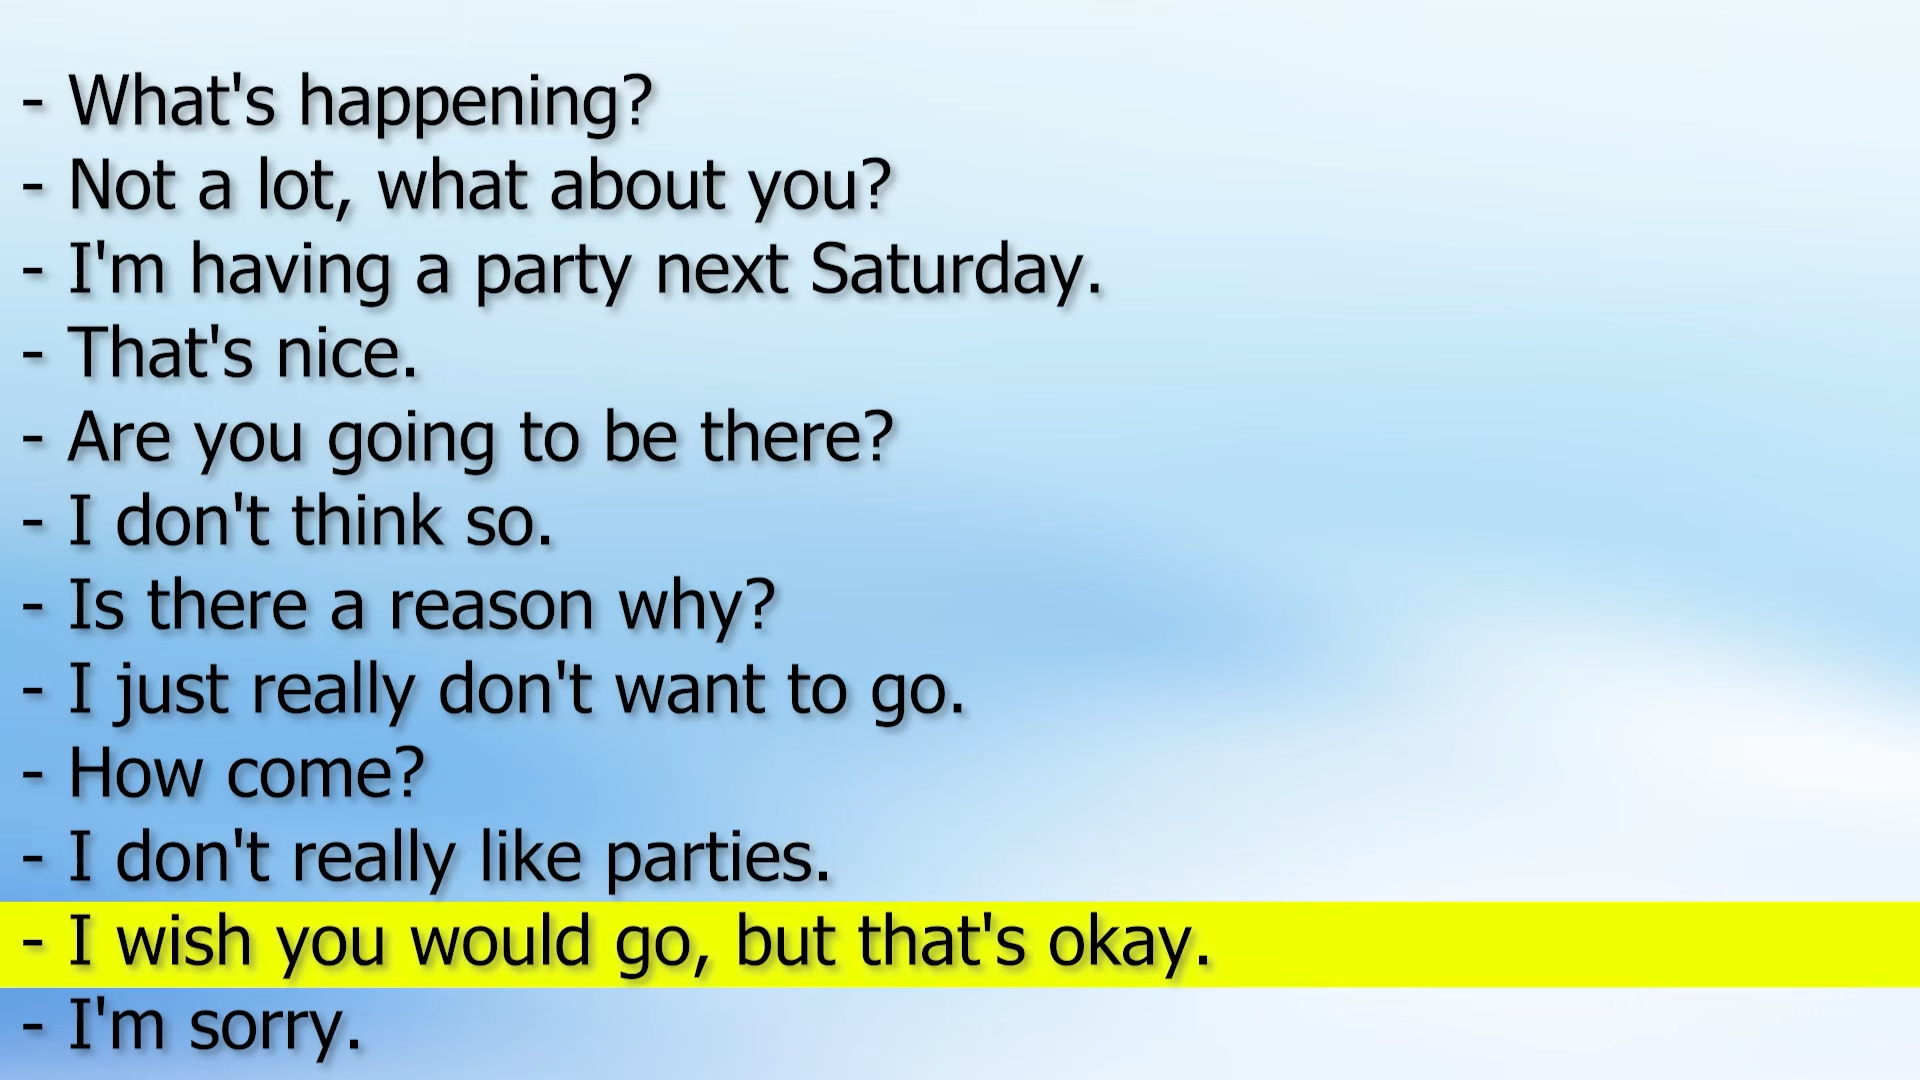 - What's happening?
- Not a lot, what about you?
- I'm having a party next Saturday.
- That's nice.
- Are you going to be there?
- I don't think so.
- Is there a reason why?
- I just really don't want to go.
- How come?
- I don't really like parties.
- I wish you would go, but that's okay.
- I'm sorry.